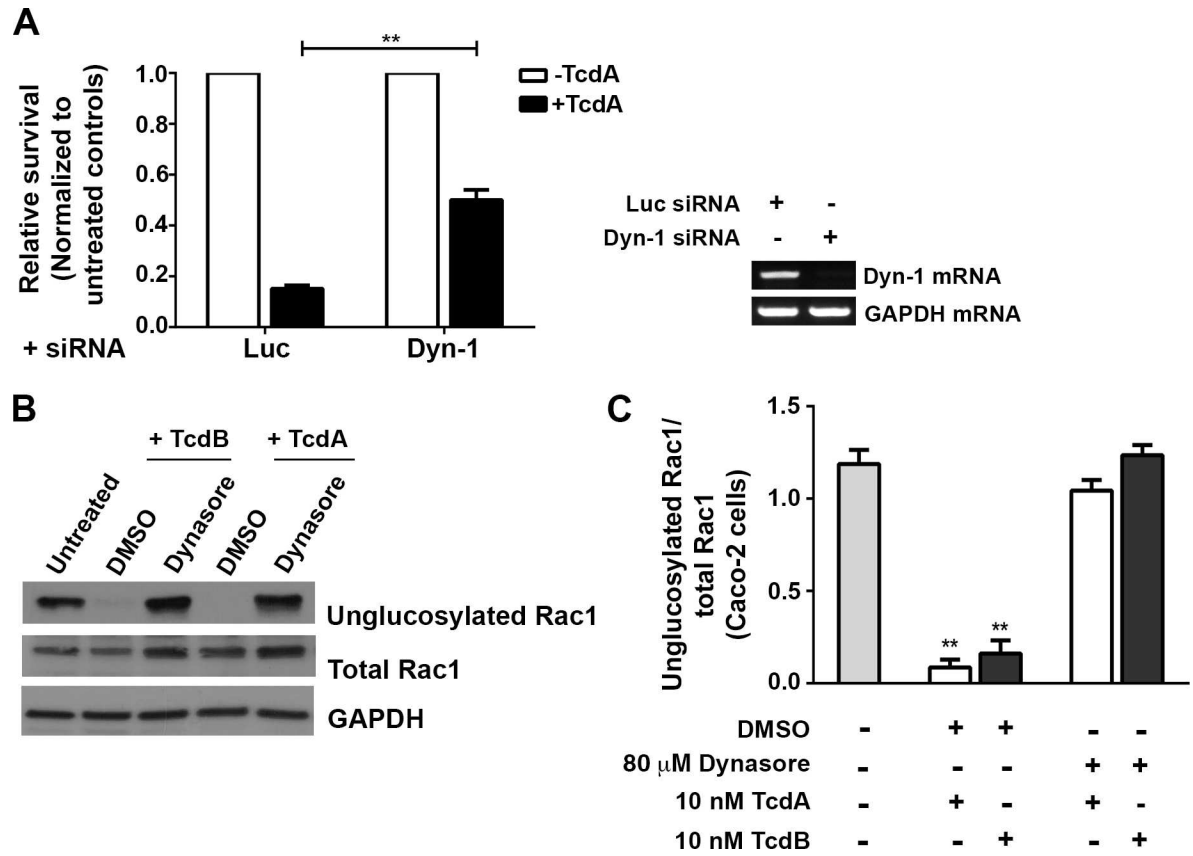 A
**
Relative survival
(Normalized to
untreated controls)
1.0
0.8
0.6
0.4
0.2
0.0
-TcdA
+TcdA
+ siRNA Luc Dyn-1
Luc siRNA + -
Dyn-1 siRNA - +
Dyn-1 mRNA
GAPDH mRNA
B
+ TcdB + TcdA
Untreated DMSO Dynasore DMSO Dynasore
Unglucosylated Rac1
Total Rac1
GAPDH
C
Unglucosylated Rac1/
total Rac1
(Caco-2 cells)
1.5
1.0
0.5
0.0
** **
DMSO - + + - -
80 μM Dynasore - - - + +
10 nM TcdA - + - + -
10 nM TcdB - - + - +